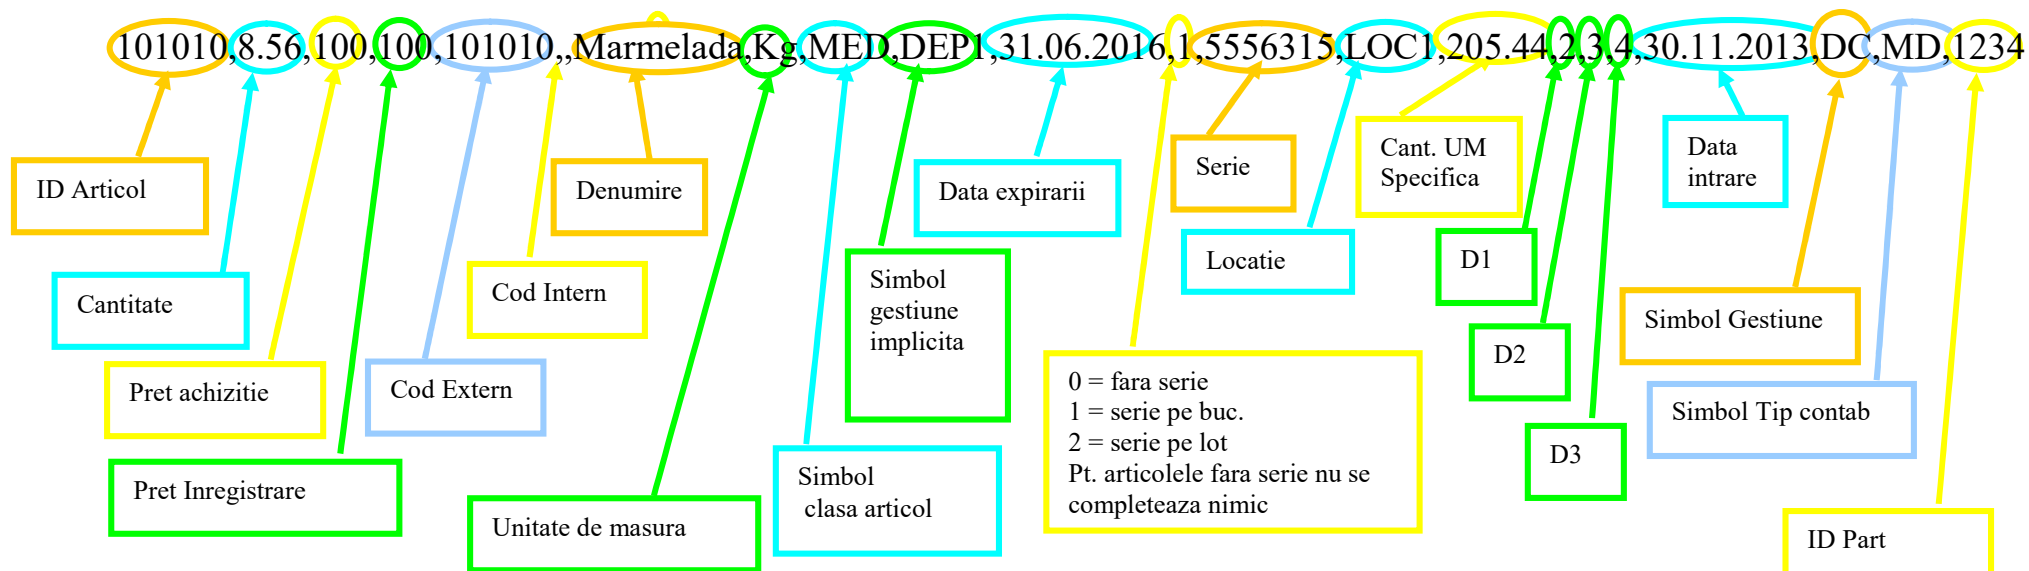 101010,8.56,100,100,101010,,Marmelada,Kg,MED,DEP1,31.06.2016,1,5556315,LOC1,205.44,2,3,4,30.11.2013,DC,MD,1234
ID Articol
Cantitate
Pret achizitie
Pret Inregistrare
Cod Extern
Cod Intern
Denumire
Unitate de masura
Simbol
clasa articol
Simbol
gestiune
implicita
Data expirarii
0 = fara serie
1 = serie pe buc.
2 = serie pe lot
Pt. articolele fara serie nu se
completeaza nimic
Serie
Locatie
Cant. UM
Specifica
D1
D2
D3
Data
intrare
Simbol Gestiune
Simbol Tip contab
ID Part